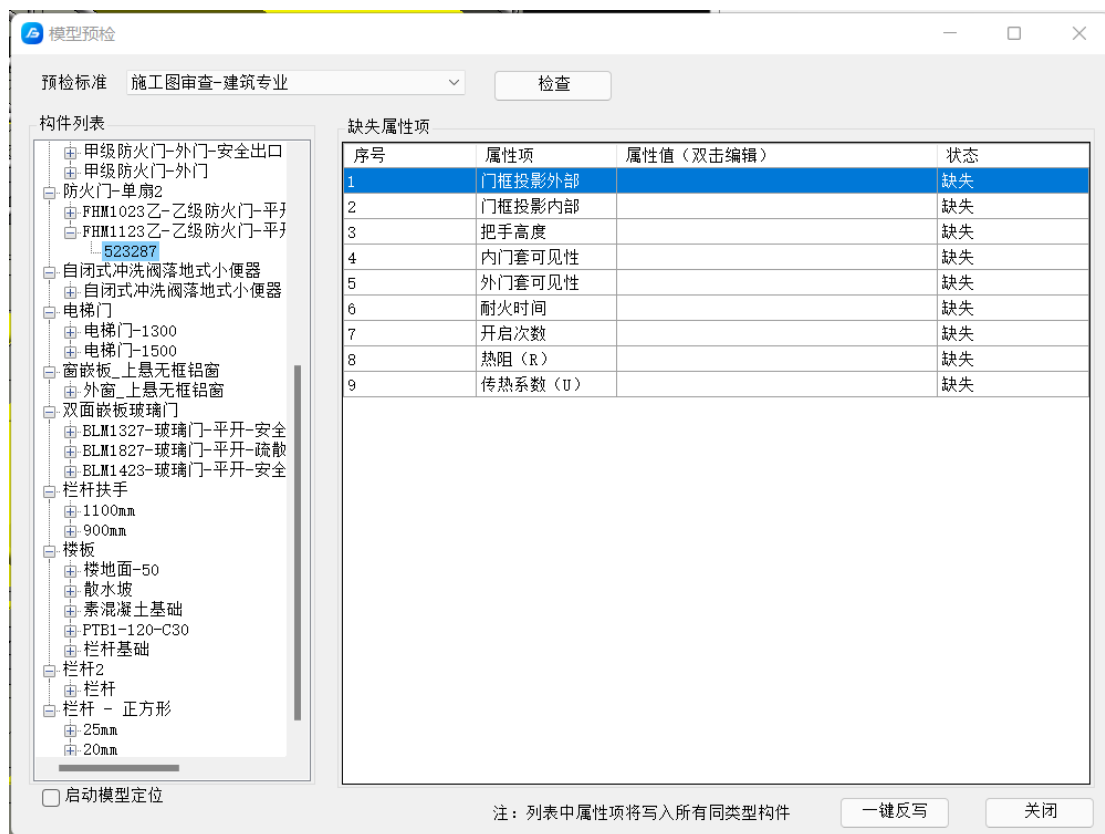 模型预检
预检标准 施工图审查-建筑专业 检查
构件列表
甲级防火门-外门-安全出口
甲级防火门-外门
防火门-单扇2
FHM1023乙-乙级防火门-平开
FHM1123乙-乙级防火门-平开
523287
自闭式冲洗阀落地式小便器
自闭式冲洗阀落地式小便器
电梯门
电梯门-1300
电梯门-1500
窗嵌板_上悬无框铝窗
外窗_上悬无框铝窗
双面嵌板玻璃门
BLM1327-玻璃门-平开-安全
BLM1827-玻璃门-平开-疏散
BLM1423-玻璃门-平开-安全
栏杆扶手
1100mm
900mm
楼板
楼地面-50
散水坡
素混凝土基础
PTB1-120-C30
栏杆基础
栏杆2
栏杆
栏杆 - 正方形
25mm
20mm
启动模型定位
缺失属性项
序号 属性项 属性值（双击编辑） 状态
1 门框投影外部 缺失
2 门框投影内部 缺失
3 把手高度 缺失
4 内门套可见性 缺失
5 外门套可见性 缺失
6 耐火时间 缺失
7 开启次数 缺失
8 热阻（R） 缺失
9 传热系数（U） 缺失
注：列表中属性项将写入所有同类型构件 一键反写 关闭